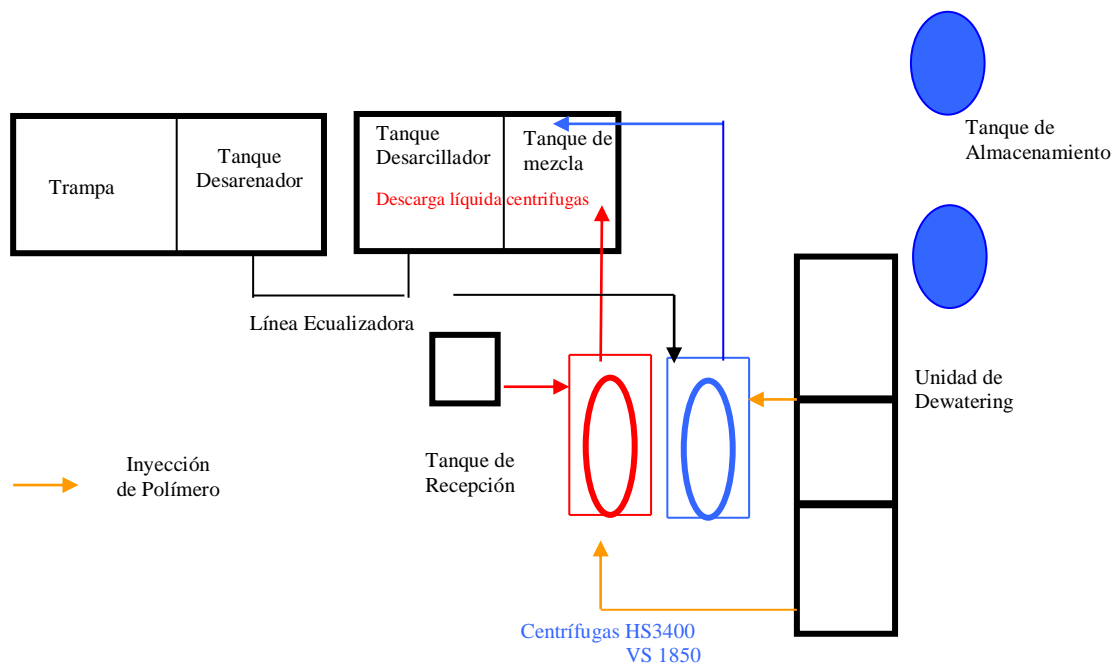 Tanque de
Almacenamiento
Trampa
Tanque
Desarenador
Tanque
Desarcillador
Tanque de
mezcla
Descarga líquida centrifugas
Línea Ecualizadora
Unidad de
Dewatering
Inyección
de Polímero
Tanque de
Recepción
Centrífugas HS3400
VS 1850